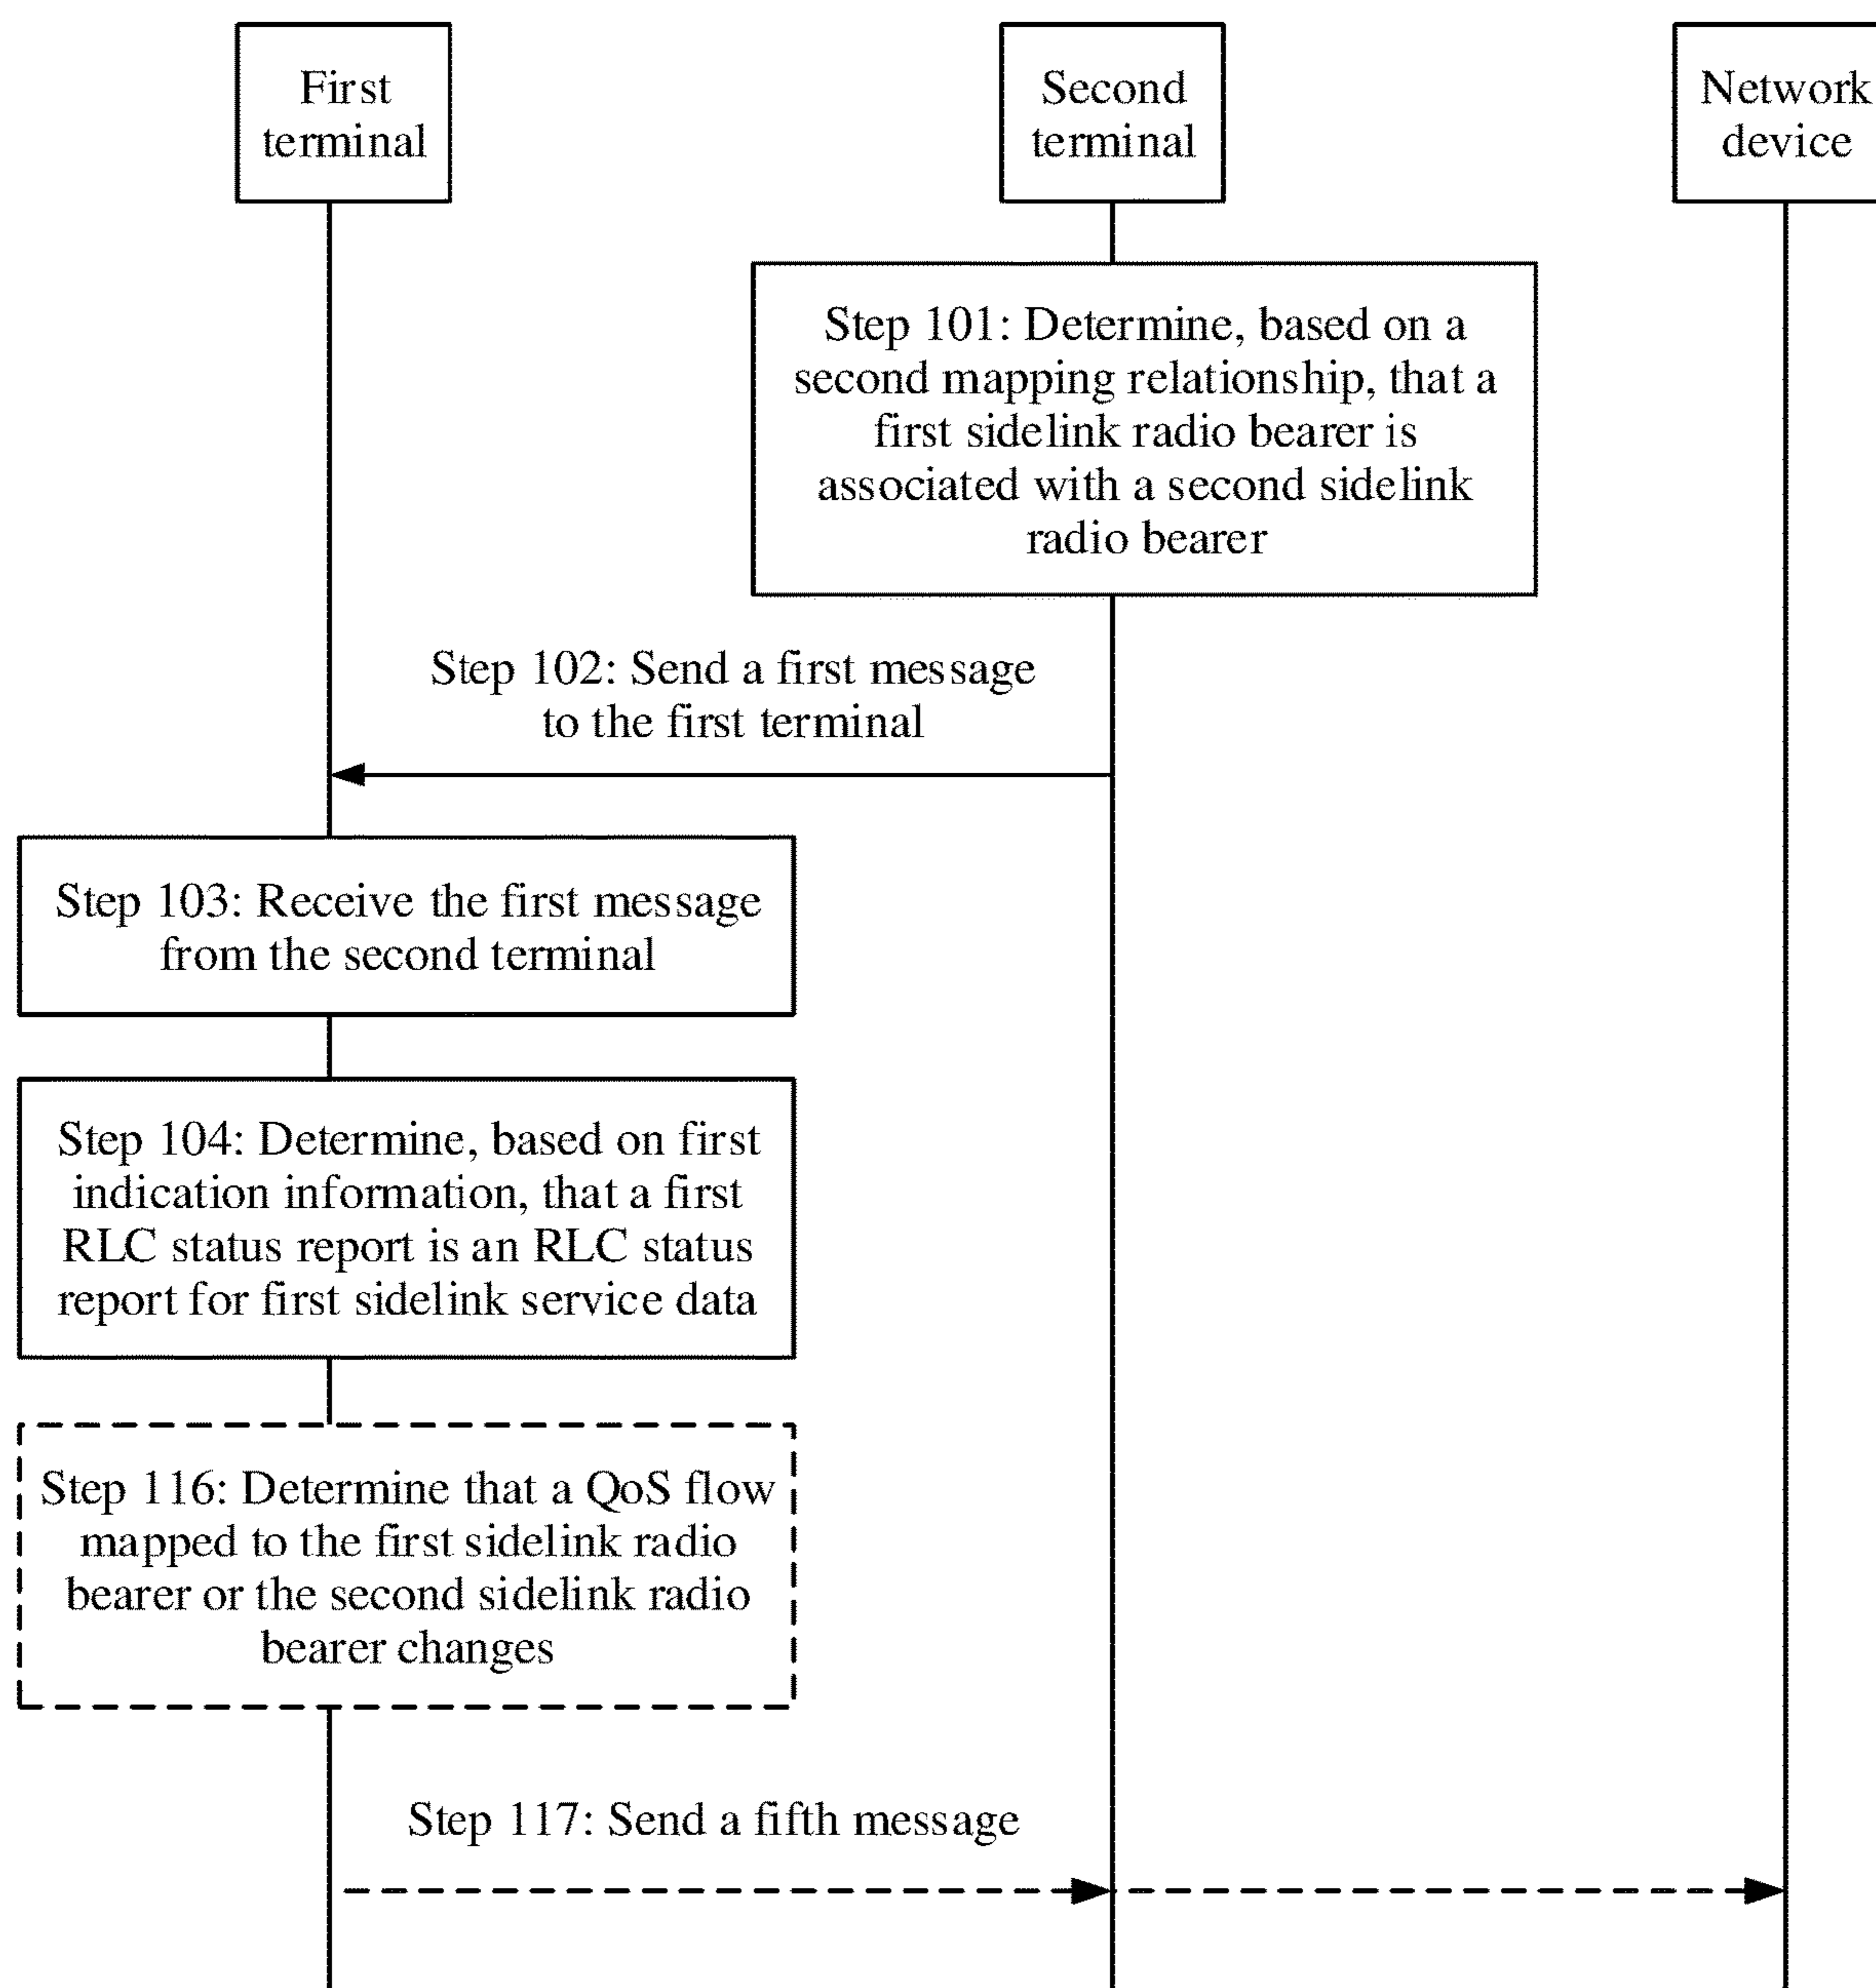 First
terminal
Second
terminal
Network
device
Step 101: Determine, based on a
second mapping relationship, that a
first sidelink radio bearer is
associated with a second sidelink
radio bearer
Step 102: Send a first message
to the first terminal
Step 103: Receive the first message
from the second terminal
Step 104: Determine, based on first
indication information, that a first
RLC status report is an RLC status
report for first sidelink service data
Step 116: Determine that a QoS flow
mapped to the first sidelink radio
bearer or the second sidelink radio
bearer changes
Step 117: Send a fifth message